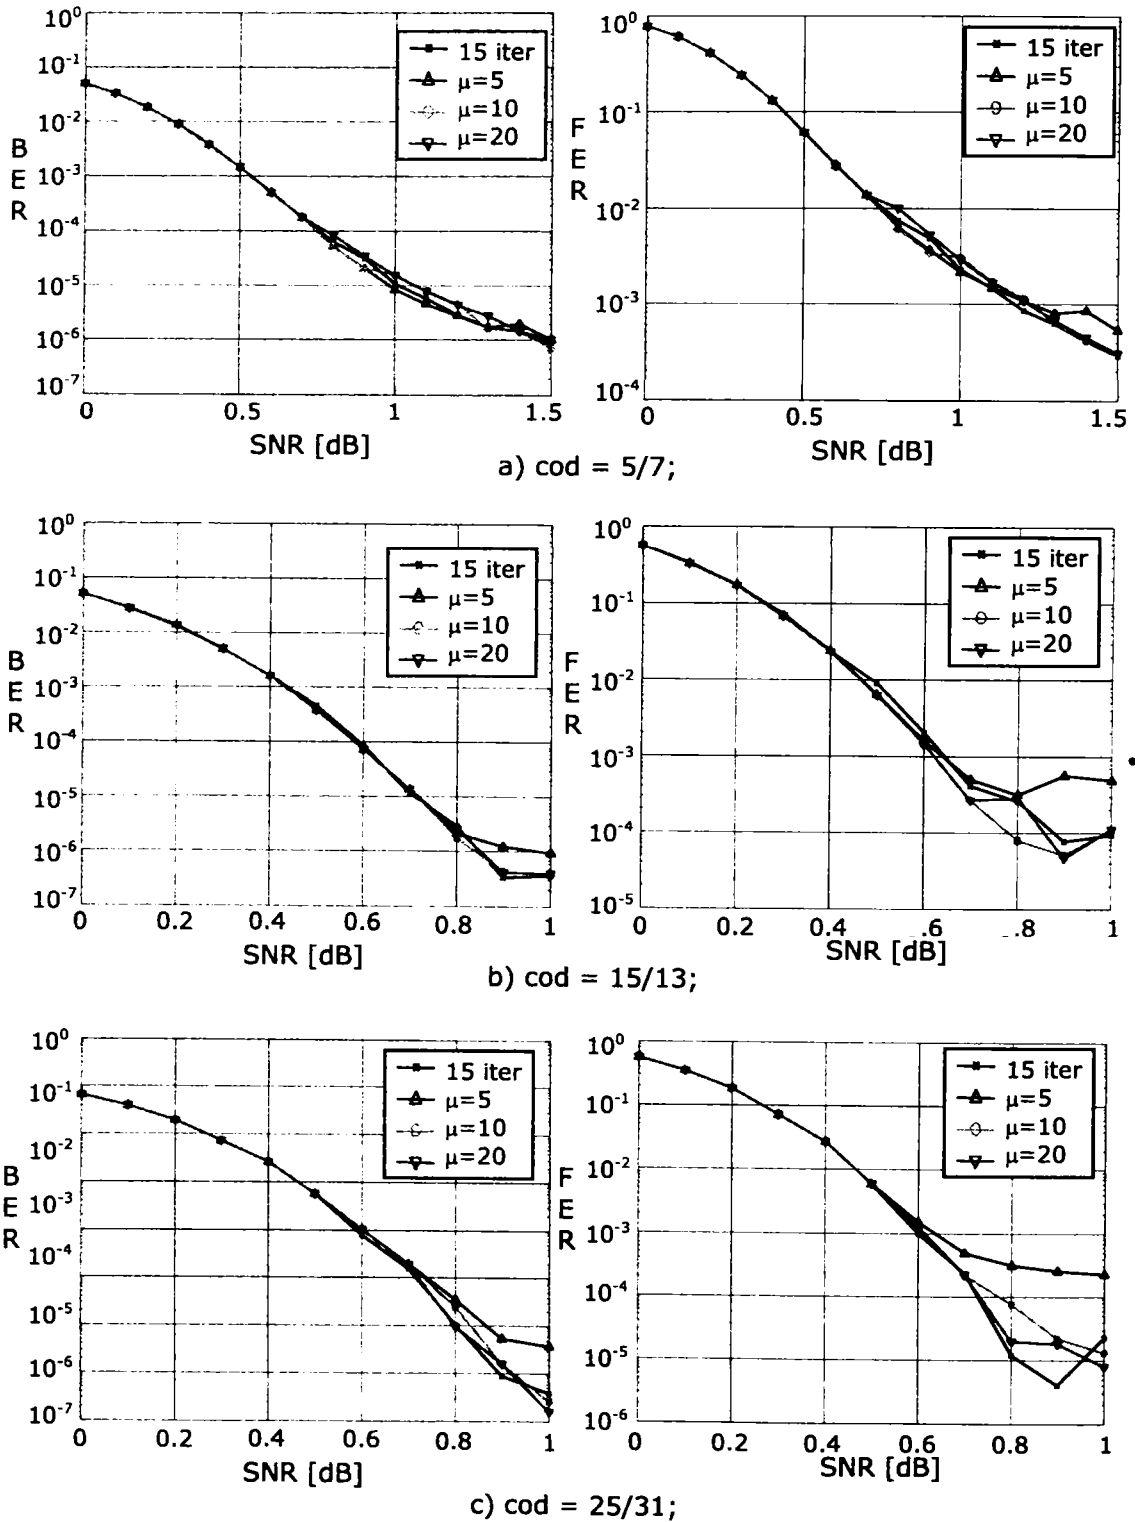 10^0
10^-1
10^-2
10^-3
10^-4
10^-5
10^-6
10^-7
B
E
R
0 0.5 1 1.5
SNR [dB]
15 iter
μ=5
μ=10
μ=20
10^0
10^-1
10^-2
10^-3
10^-4
F
E
R
0 0.5 1 1.5
SNR [dB]
15 iter
μ=5
μ=10
μ=20
a) cod = 5/7;
10^0
10^-1
10^-2
10^-3
10^-4
10^-5
10^-6
10^-7
B
E
R
0 0.2 0.4 0.6 0.8 1
SNR [dB]
15 iter
μ=5
μ=10
μ=20
10^0
10^-1
10^-2
10^-3
10^-4
10^-5
F
E
R
0 0.2 0.4 0.6 0.8 1
SNR [dB]
15 iter
μ=5
μ=10
μ=20
b) cod = 15/13;
10^0
10^-1
10^-2
10^-3
10^-4
10^-5
10^-6
10^-7
B
E
R
0 0.2 0.4 0.6 0.8 1
SNR [dB]
15 iter
μ=5
μ=10
μ=20
10^0
10^-1
10^-2
10^-3
10^-4
10^-5
10^-6
F
E
R
0 0.2 0.4 0.6 0.8 1
SNR [dB]
15 iter
μ=5
μ=10
μ=20
c) cod = 25/31;